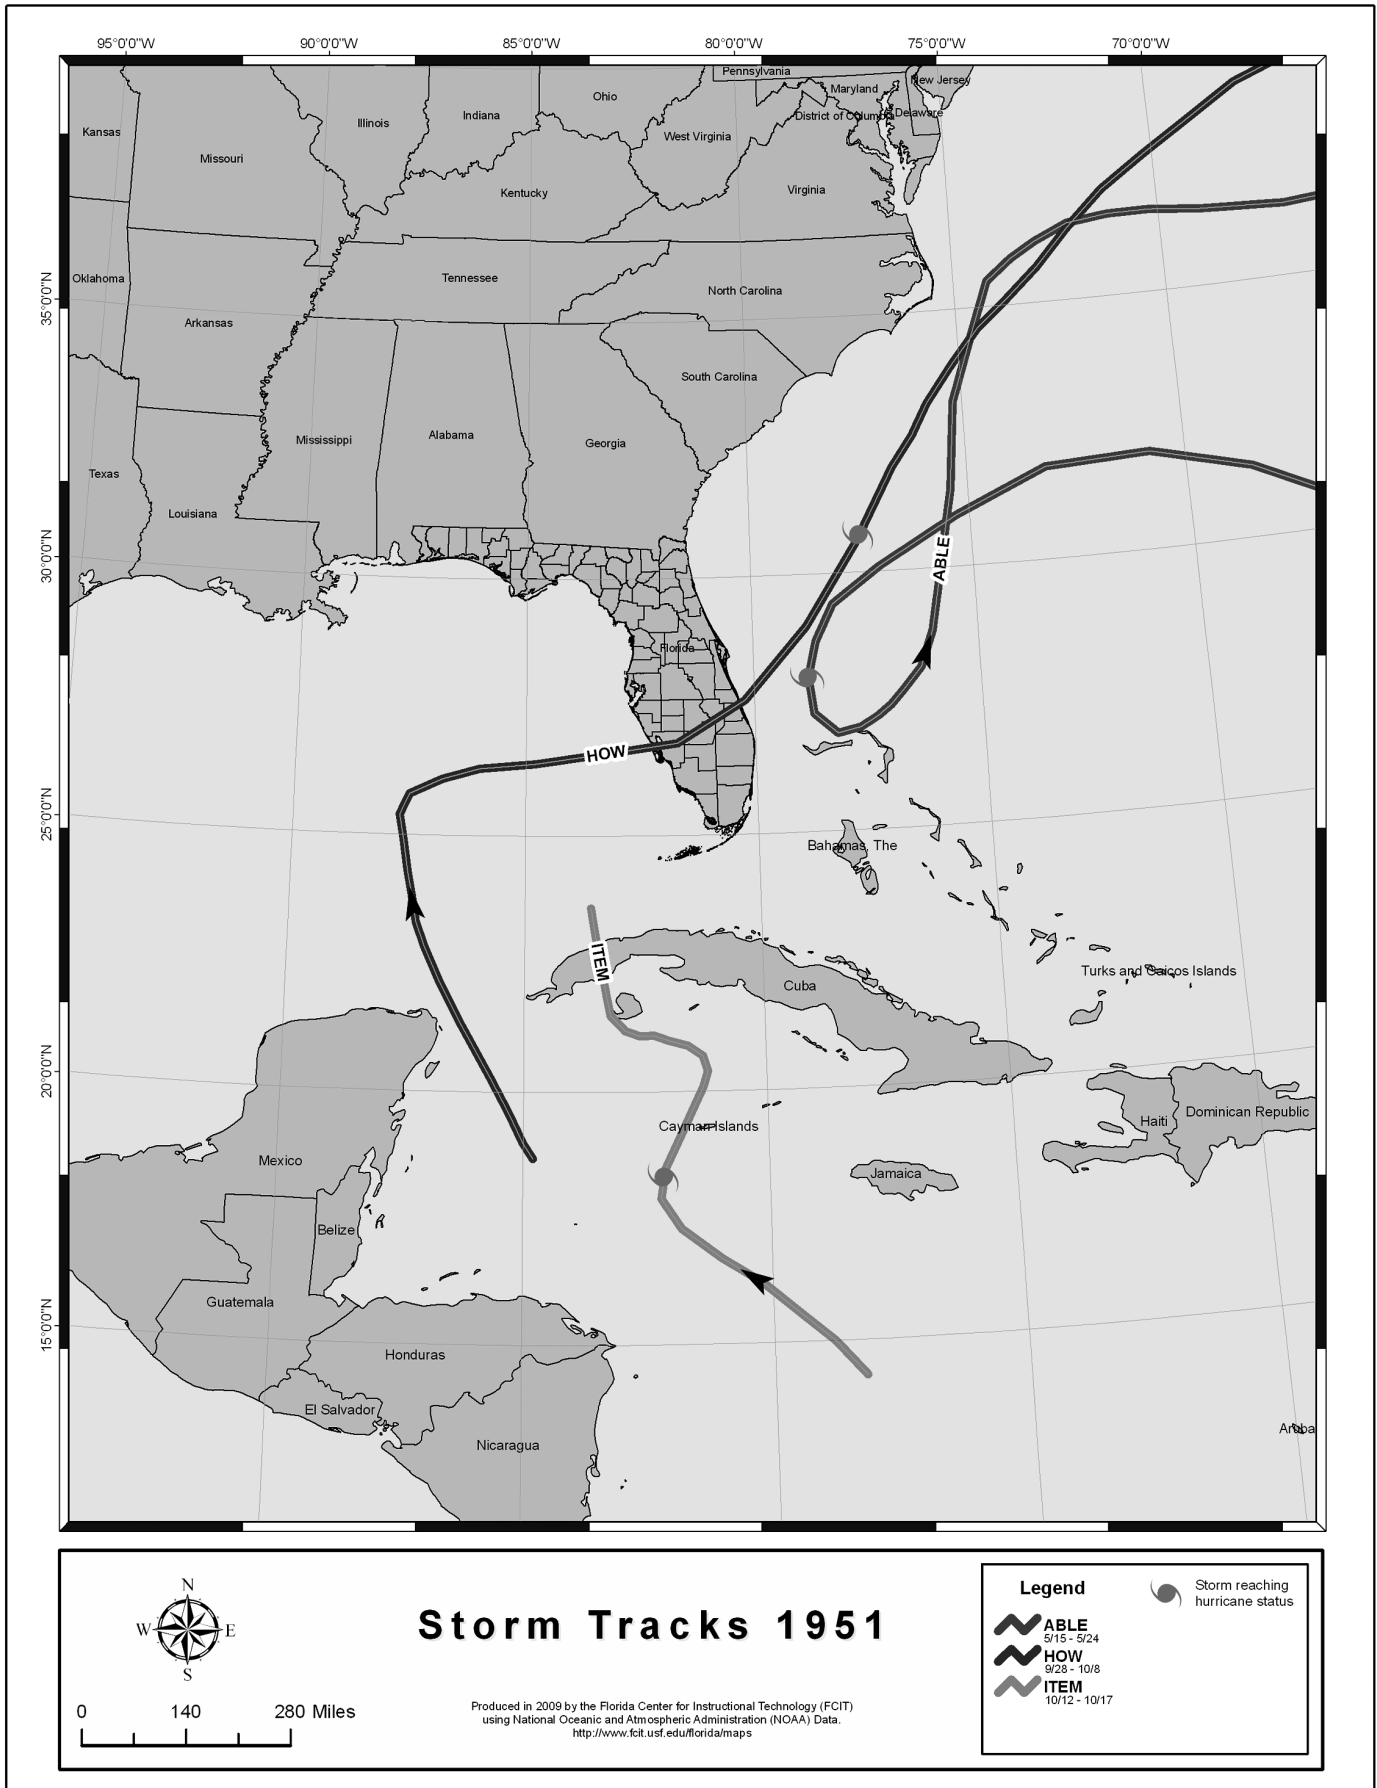 95°0'0"W 90°0'0"W 85°0'0"W 80°0'0"W 75°0'0"W 70°0'0"W
Pennsylvania
New Jersey
Maryland
Ohio
Indiana
Illinois
District of Columbia
Delaware
Kansas
West Virginia
Missouri
Kentucky
Virginia
Oklahoma
Tennessee
North Carolina
35°0'0"N
Arkansas
South Carolina
Mississippi
Alabama
Georgia
Texas
Louisiana
30°0'0"N
ABLE
Florida
HOW
25°0'0"N
Bahamas, The
ITEM
Turks and Caicos Islands
Cuba
20°0'0"N
Dominican Republic
Haiti
Cayman Islands
Mexico
Jamaica
Belize
Guatemala
15°0'0"N
Honduras
El Salvador
Aruba
Nicaragua
N
W E
S
0 140 280 Miles
Storm Tracks 1951
Produced in 2009 by the Florida Center for Instructional Technology (FCIT)
using National Oceanic and Atmospheric Administration (NOAA) Data.
http://www.fcit.usf.edu/florida/maps
Legend
ABLE
5/15 - 5/24
HOW
9/28 - 10/8
ITEM
10/12 - 10/17
Storm reaching
hurricane status